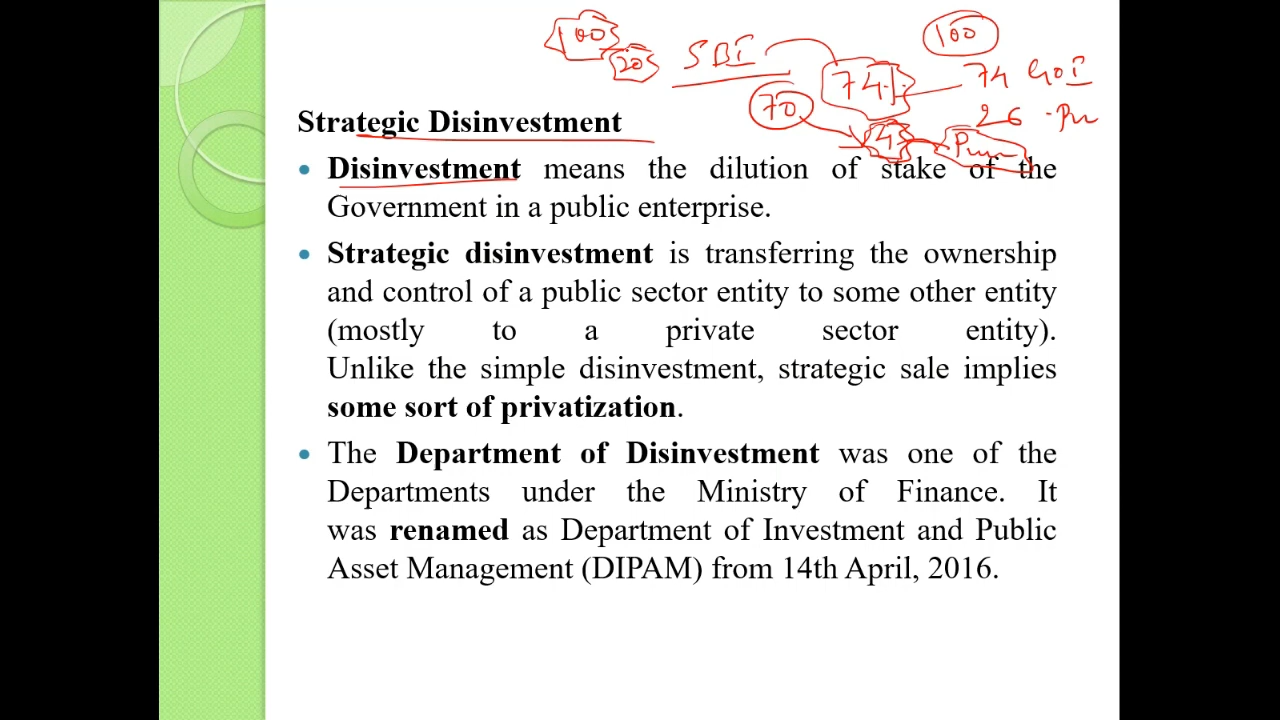 100
20
SBI
100
74
74 GOI
26 Pri
70
4
Strategic Disinvestment
• Disinvestment means the dilution of stake of the
Government in a public enterprise.
• Strategic disinvestment is transferring the ownership
and control of a public sector entity to some other entity
(mostly to a private sector entity).
Unlike the simple disinvestment, strategic sale implies
some sort of privatization.
• The Department of Disinvestment was one of the
Departments under the Ministry of Finance. It
was renamed as Department of Investment and Public
Asset Management (DIPAM) from 14th April, 2016.